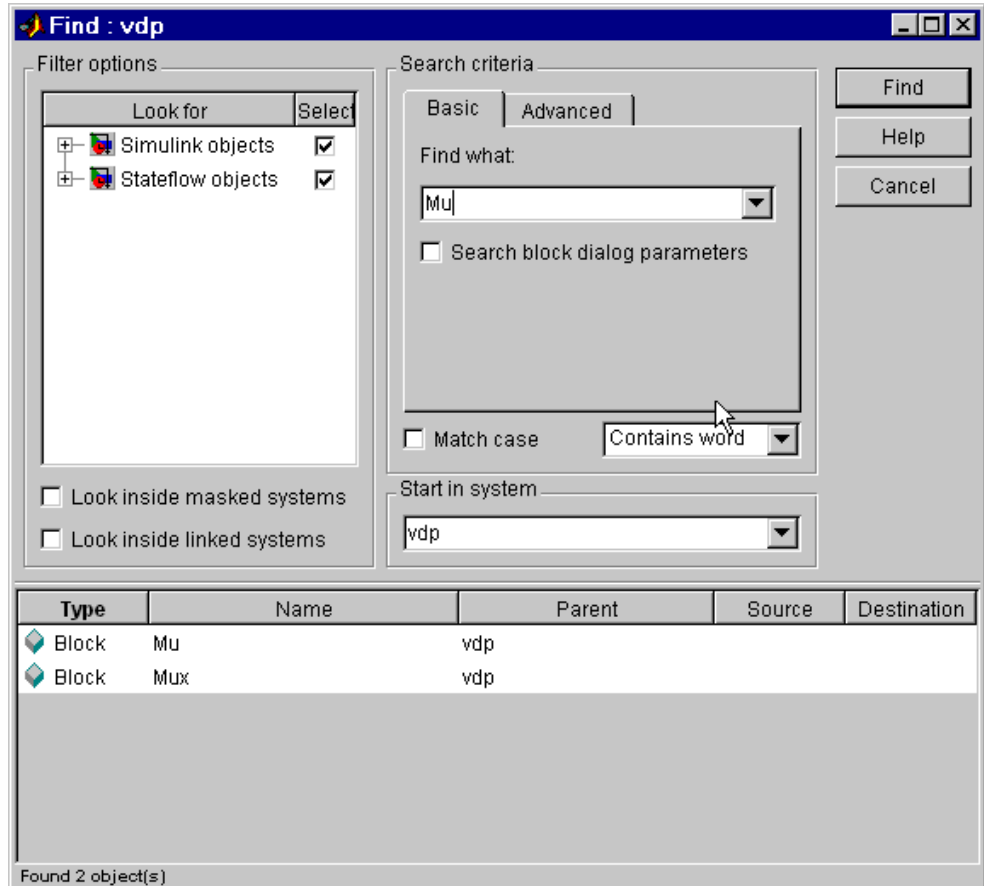 Find : vdp
Filter options
Look for Select
Simulink objects
Stateflow objects
Look inside masked systems
Look inside linked systems
Search criteria
Basic Advanced
Find what:
Mu
Search block dialog parameters
Match case Contains word
Start in system
vdp
Find
Help
Cancel
Type Name Parent Source Destination
Block Mu vdp
Block Mux vdp
Found 2 object(s)